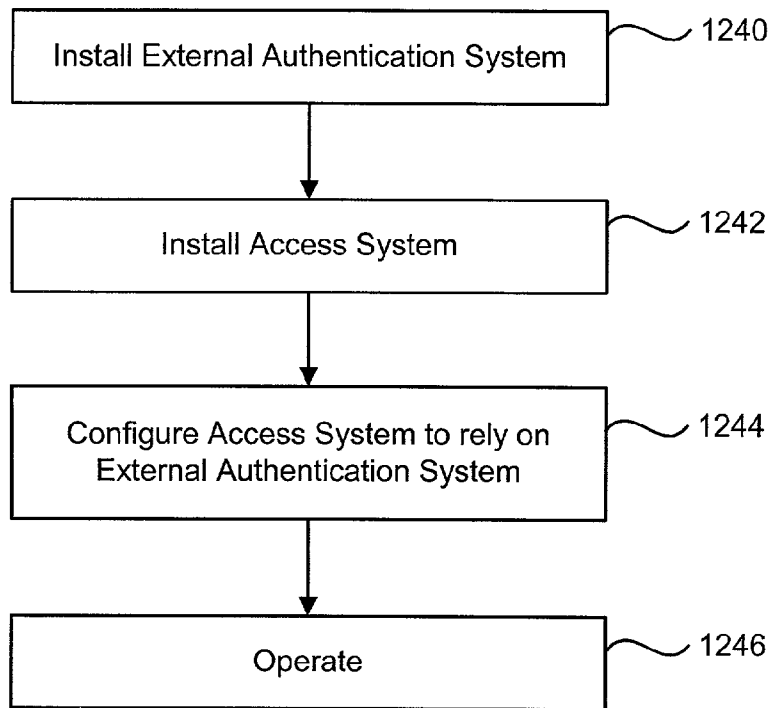 Install External Authentication System
1240
Install Access System
1242
Configure Access System to rely on
External Authentication System
1244
Operate
1246